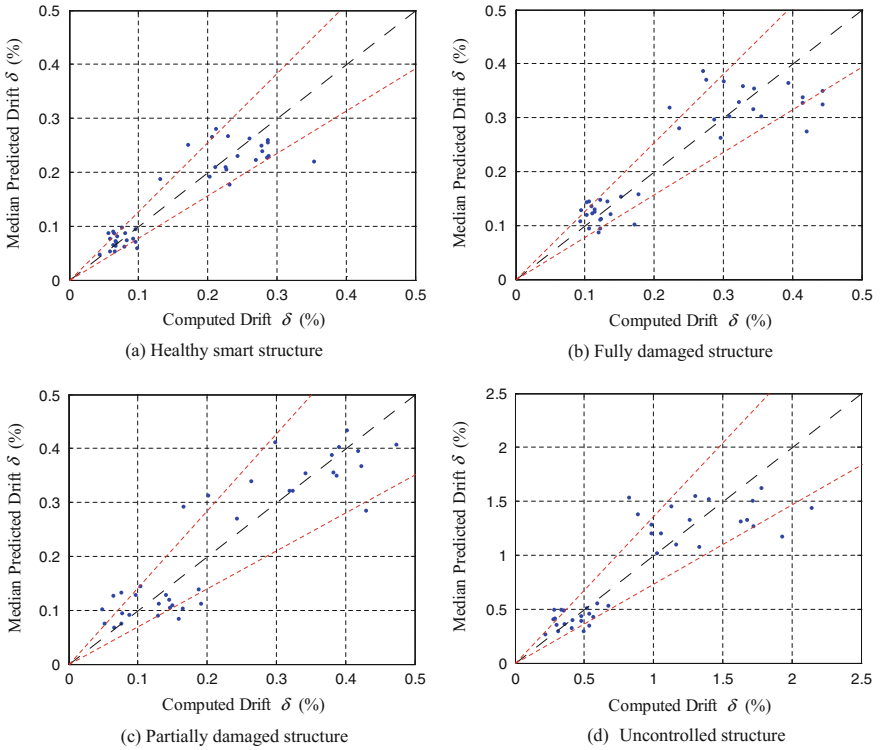 0.5
0.4
0.3
0.2
0.1
0
Median Predicted Drift δ (%)
0 0.1 0.2 0.3 0.4 0.5
Computed Drift δ (%)
(a) Healthy smart structure
0.5
0.4
0.3
0.2
0.1
0
Median Predicted Drift δ (%)
0 0.1 0.2 0.3 0.4 0.5
Computed Drift δ (%)
(b) Fully damaged structure
0.5
0.4
0.3
0.2
0.1
0
Median Predicted Drift δ (%)
0 0.1 0.2 0.3 0.4 0.5
Computed Drift δ (%)
(c) Partially damaged structure
2.5
2
1.5
1
0.5
0
Median Predicted Drift δ (%)
0 0.5 1 1.5 2 2.5
Computed Drift δ (%)
(d) Uncontrolled structure